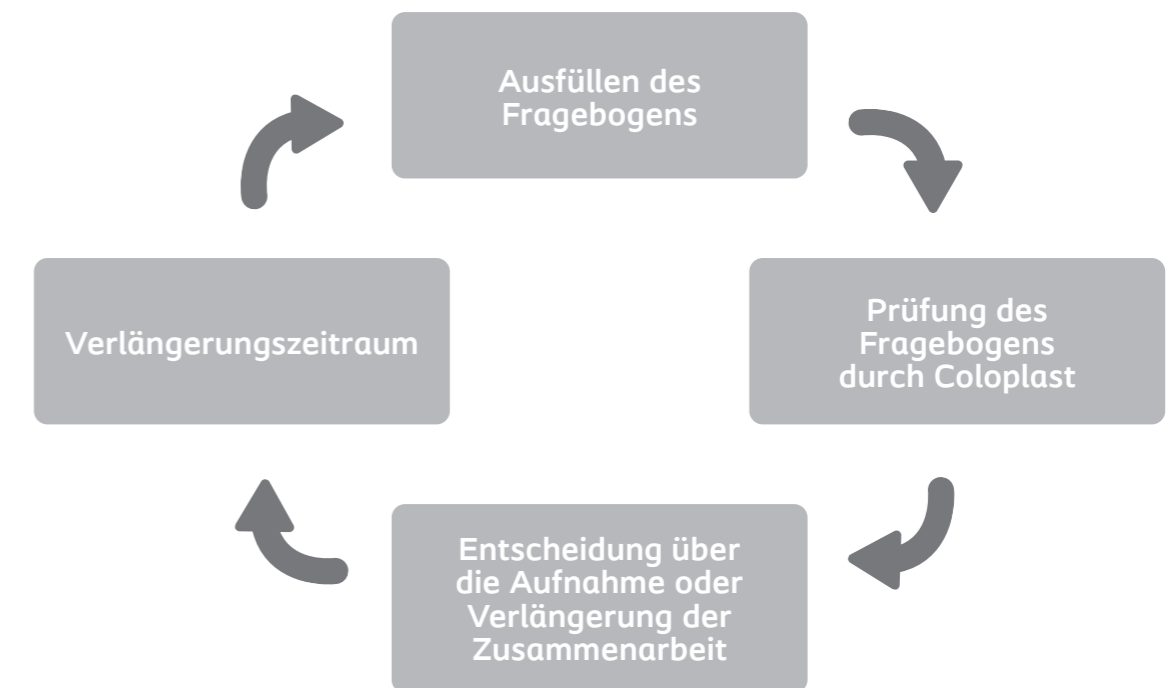 Ausfüllen des
Fragebogens
Prüfung des
Fragebogens
durch Coloplast
Entscheidung über
die Aufnahme oder
Verlängerung der
Zusammenarbeit
Verlängerungszeitraum